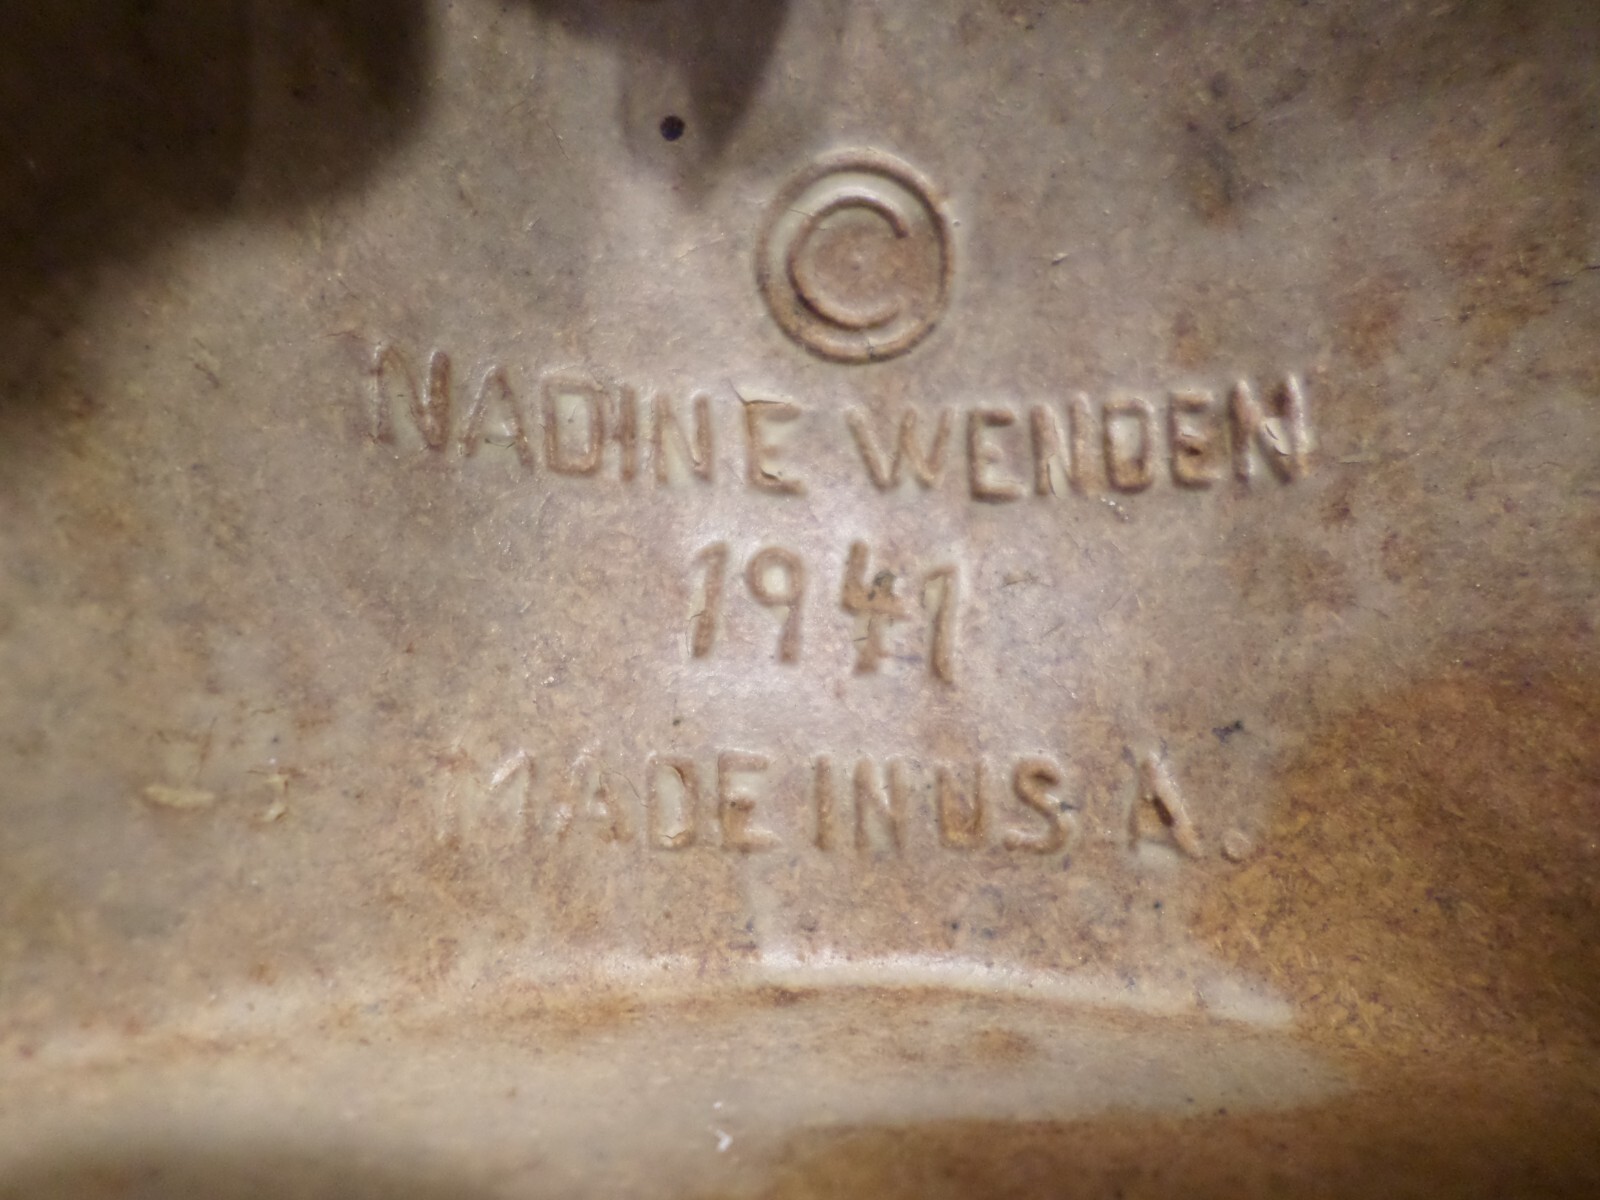 ©
NADINE WENDEN
1941
MADE IN U S A.